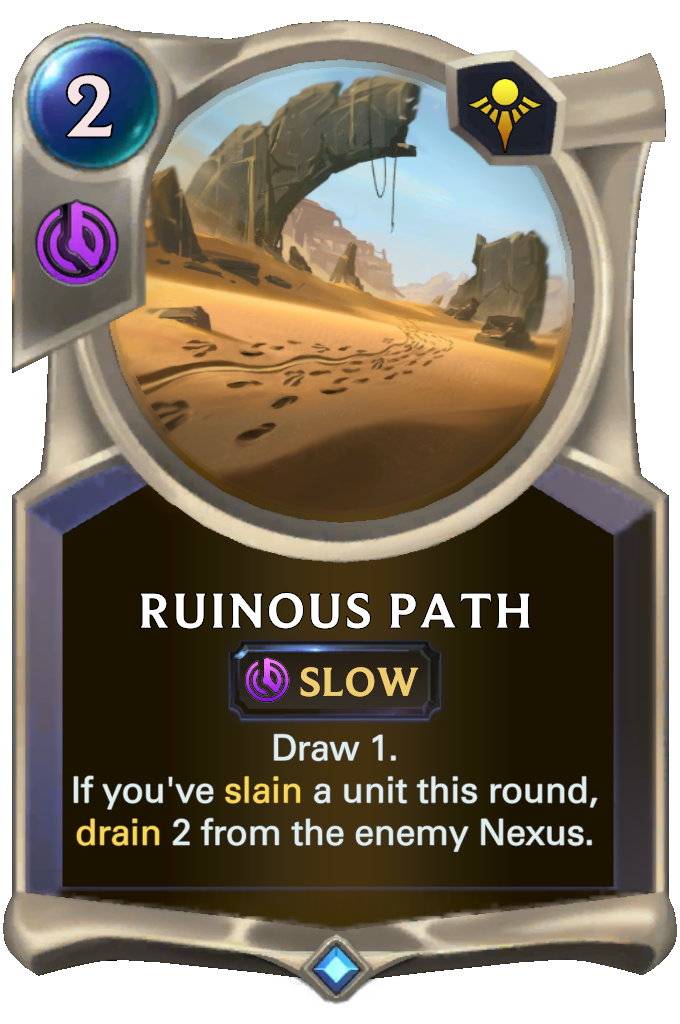 2
RUINOUS PATH
SLOW
Draw 1.
If you've slain a unit this round,
drain 2 from the enemy Nexus.